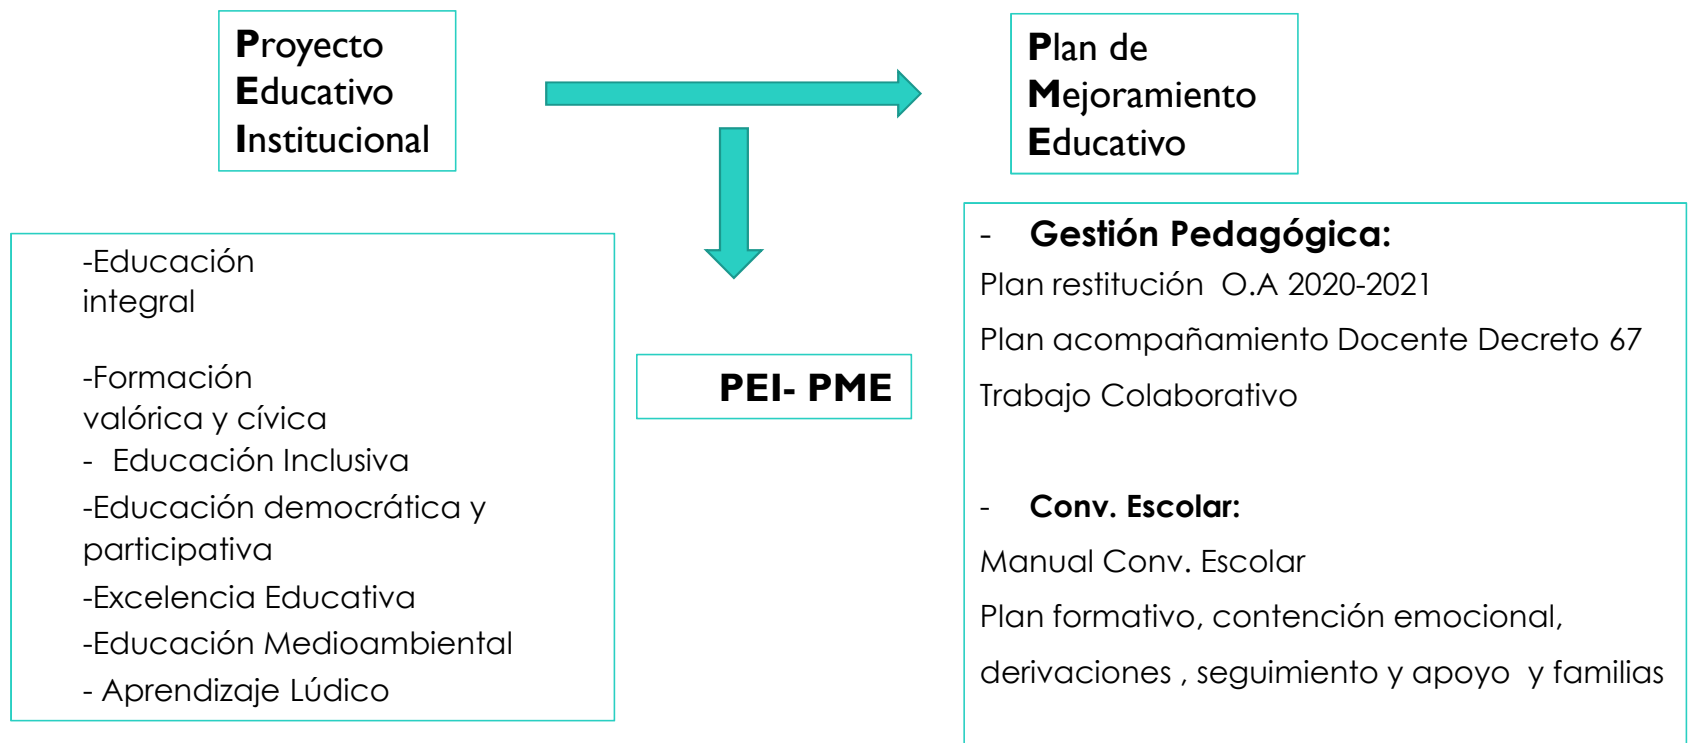 Proyecto
Educativo
Institucional
Plan de
Mejoramiento
Educativo
-Educación
integral
-Formación
valórica y cívica
- Educación Inclusiva
-Educación democrática y
participativa
-Excelencia Educativa
-Educación Medioambiental
- Aprendizaje Lúdico
PEI- PME
- Gestión Pedagógica:
Plan restitución O.A 2020-2021
Plan acompañamiento Docente Decreto 67
Trabajo Colaborativo
- Conv. Escolar:
Manual Conv. Escolar
Plan formativo, contención emocional,
derivaciones , seguimiento y apoyo y familias